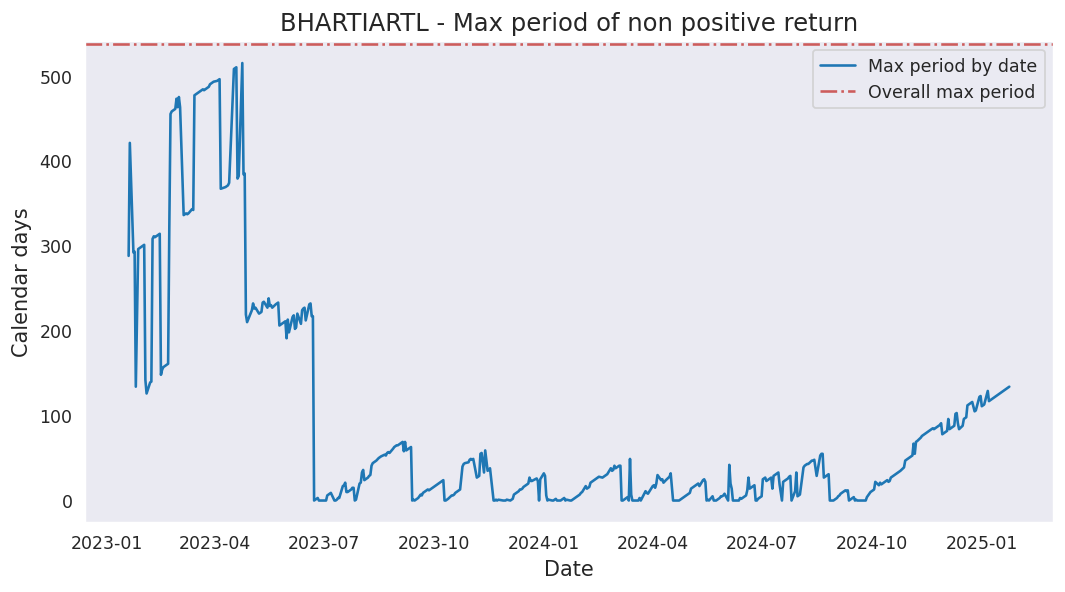 BHARTIARTL - Max period of non positive return
Max period by date
Overall max period
Calendar days
500
400
300
200
100
0
2023-01 2023-04 2023-07 2023-10 2024-01 2024-04 2024-07 2024-10 2025-01
Date